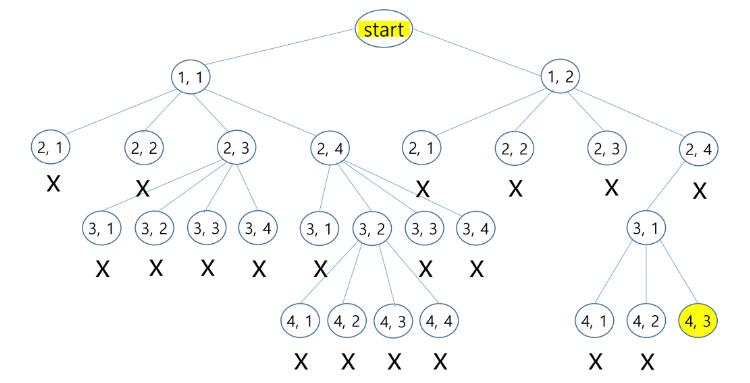 start
1, 1 1, 2
2, 1 2, 2 2, 3 2, 4 2, 1 2, 2 2, 3 2, 4
X X X X X X
3, 1 3, 2 3, 3 3, 4 3, 1 3, 2 3, 3 3, 4 3, 1
X X X X X X X
4, 1 4, 2 4, 3 4, 4 4, 1 4, 2 4, 3
X X X X X X